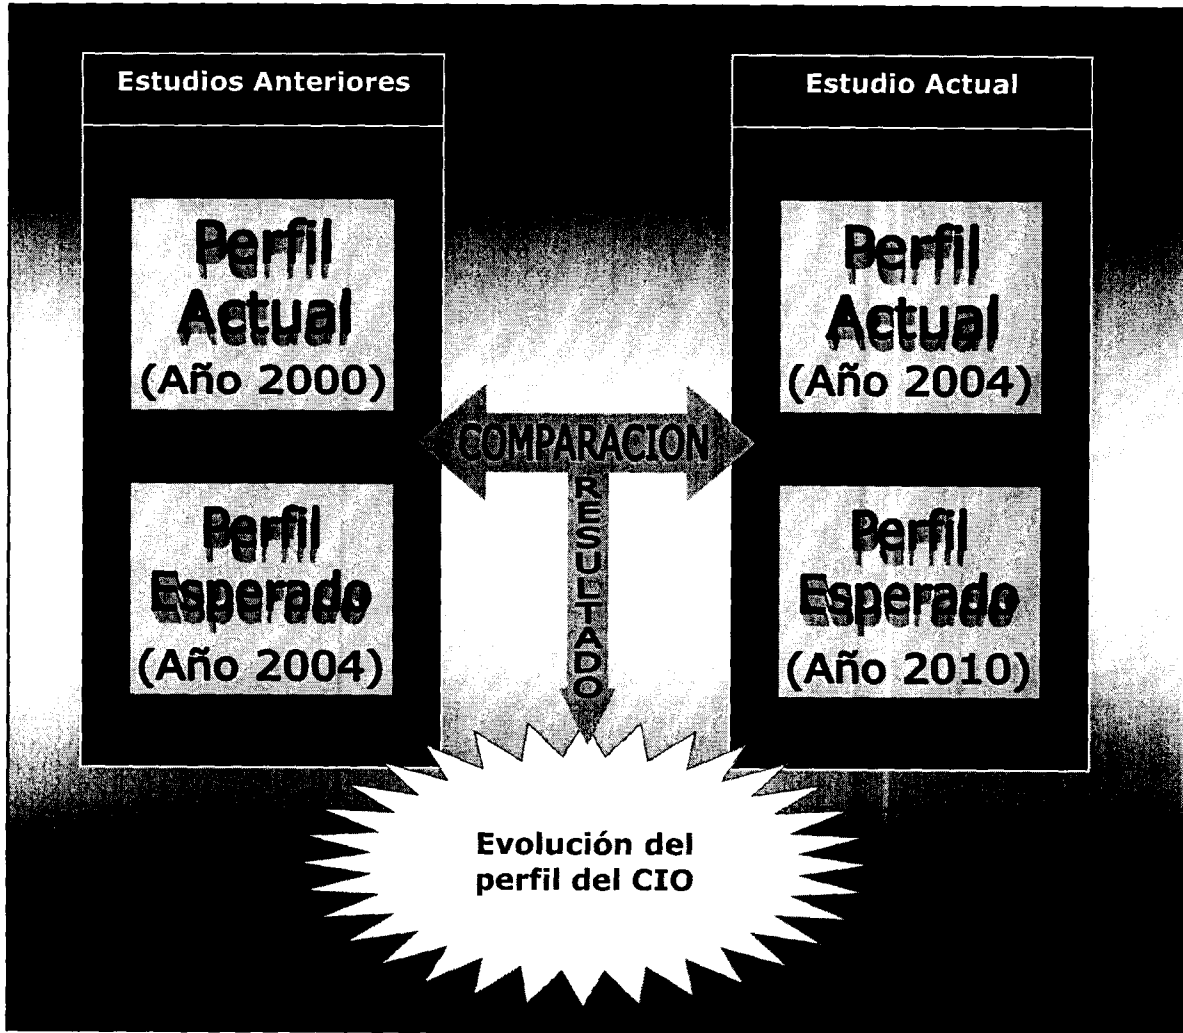 Estudios Anteriores
Perfil
Actual
(Año 2000)
Perfil
Esperado
(Año 2004)
COMPARACION
RESULTADO
Estudio Actual
Perfil
Actual
(Año 2004)
Perfil
Esperado
(Año 2010)
Evolución del
perfil del CIO